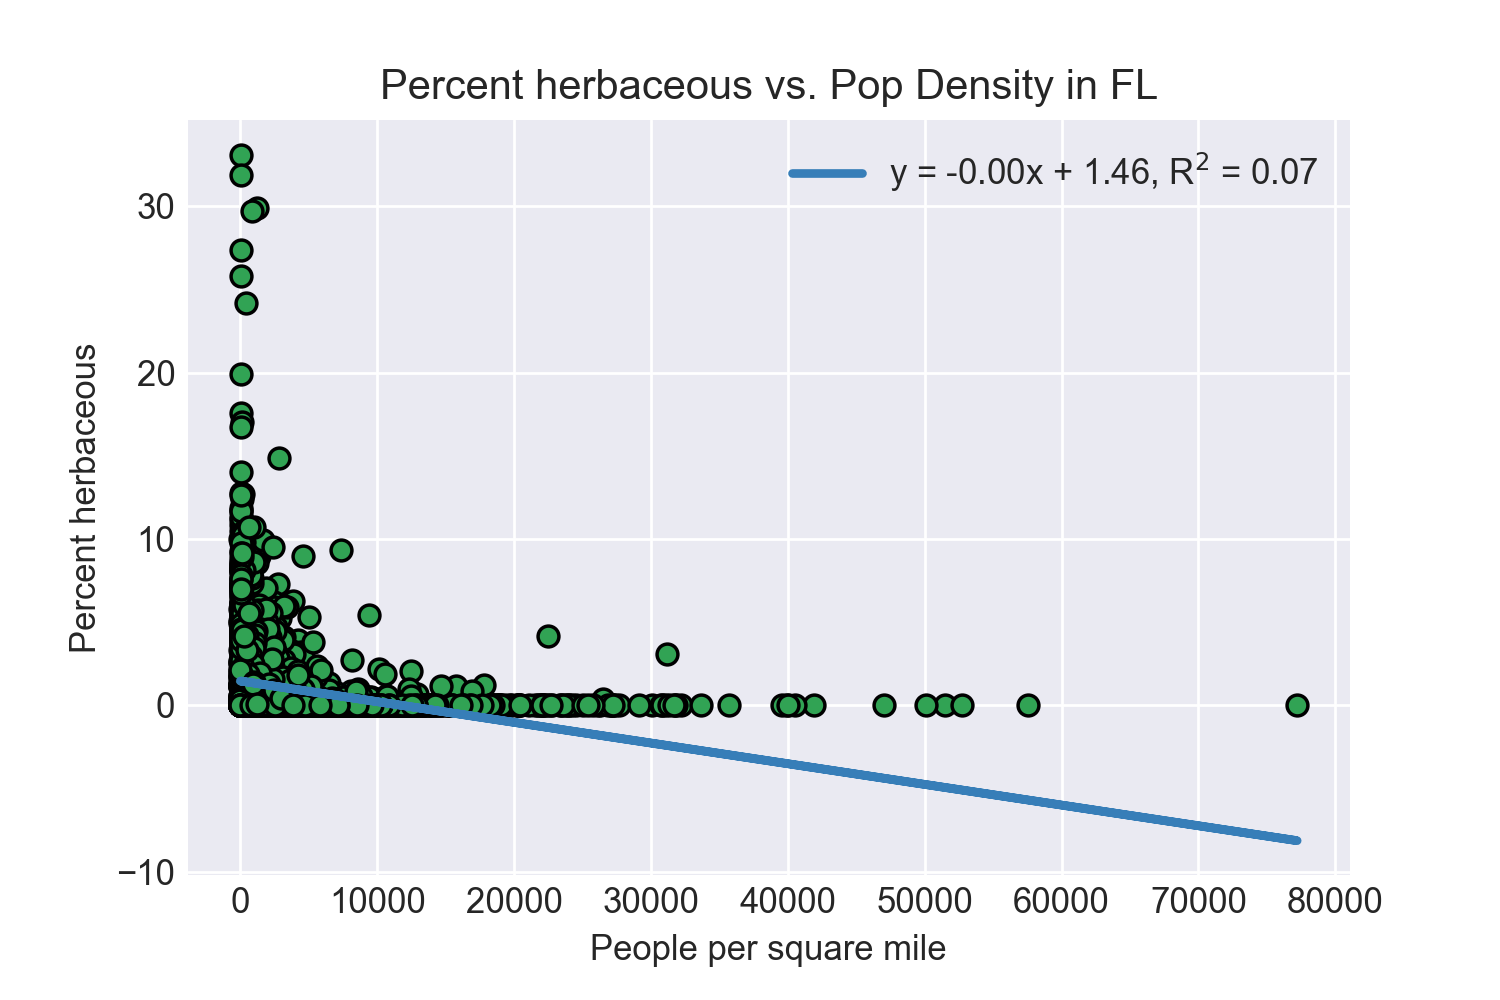 Percent herbaceous vs. Pop Density in FL
y = -0.00x + 1.46, R² = 0.07
Percent herbaceous
30
20
10
0
−10
0 10000 20000 30000 40000 50000 60000 70000 80000
People per square mile